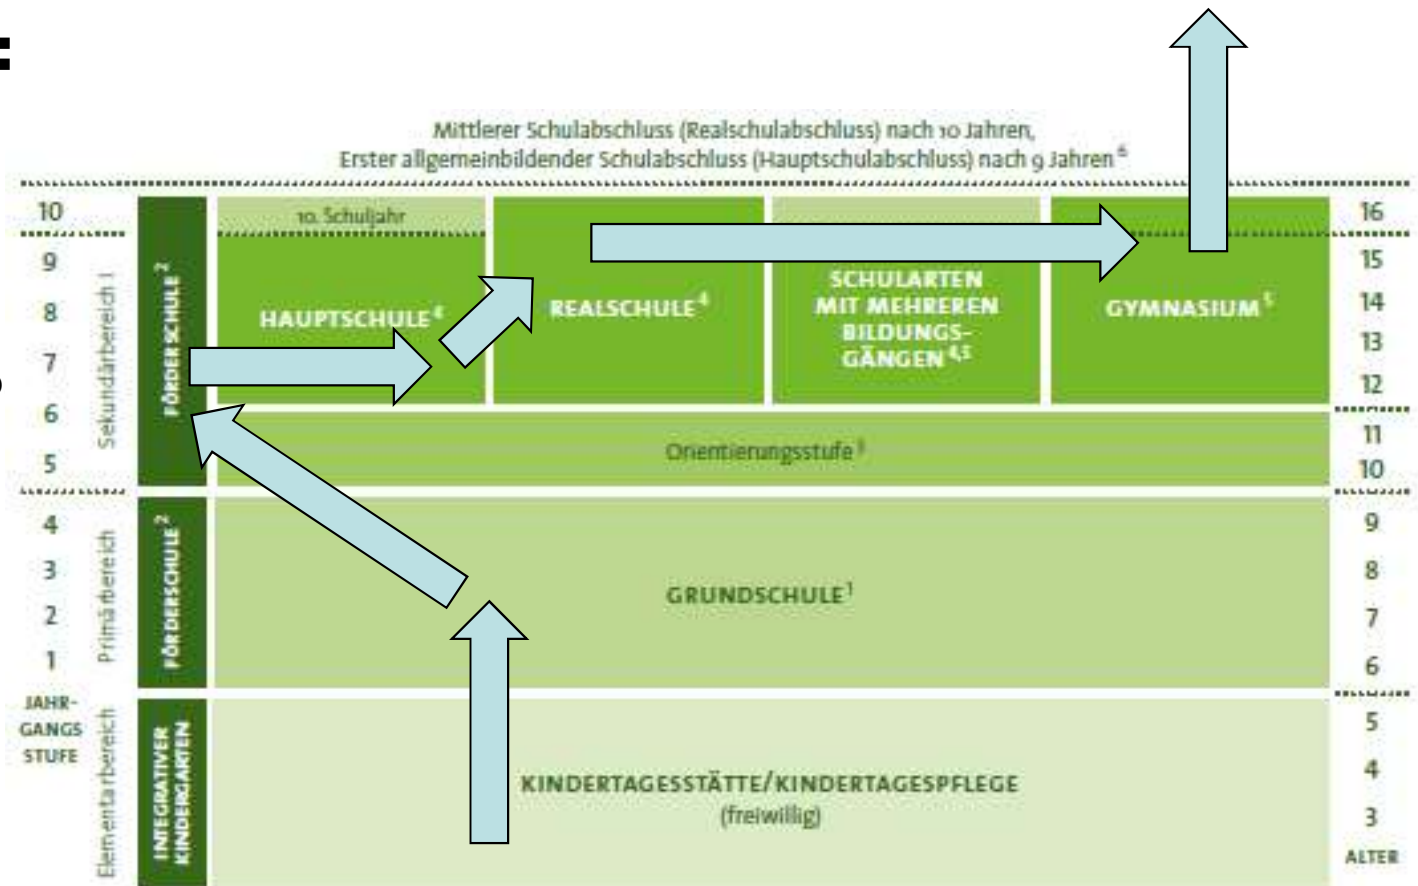 :
Mittlerer Schulabschluss (Realschulabschluss) nach 10 Jahren,
Erster allgemeinbildender Schulabschluss (Hauptschulabschluss) nach 9 Jahren 6
10
9
8
7
6
5
4
3
2
1
JAHR-
GANGS
STUFE
Sekundärbereich I
Primärbereich
Elementarbereich
FÖRDERSCHULE 2
FÖRDERSCHULE 2
INTEGRATIVER
KINDERGARTEN
10. Schuljahr
HAUPTSCHULE 4
REALSCHULE 4
SCHULARTEN
MIT MEHREREN
BILDUNGS-
GÄNGEN 4,5
GYMNASIUM 5
Orientierungsstufe 3
GRUNDSCHULE 1
KINDERTAGESSTÄTTE/KINDERTAGESPFLEGE
(freiwillig)
16
15
14
13
12
11
10
9
8
7
6
5
4
3
ALTER